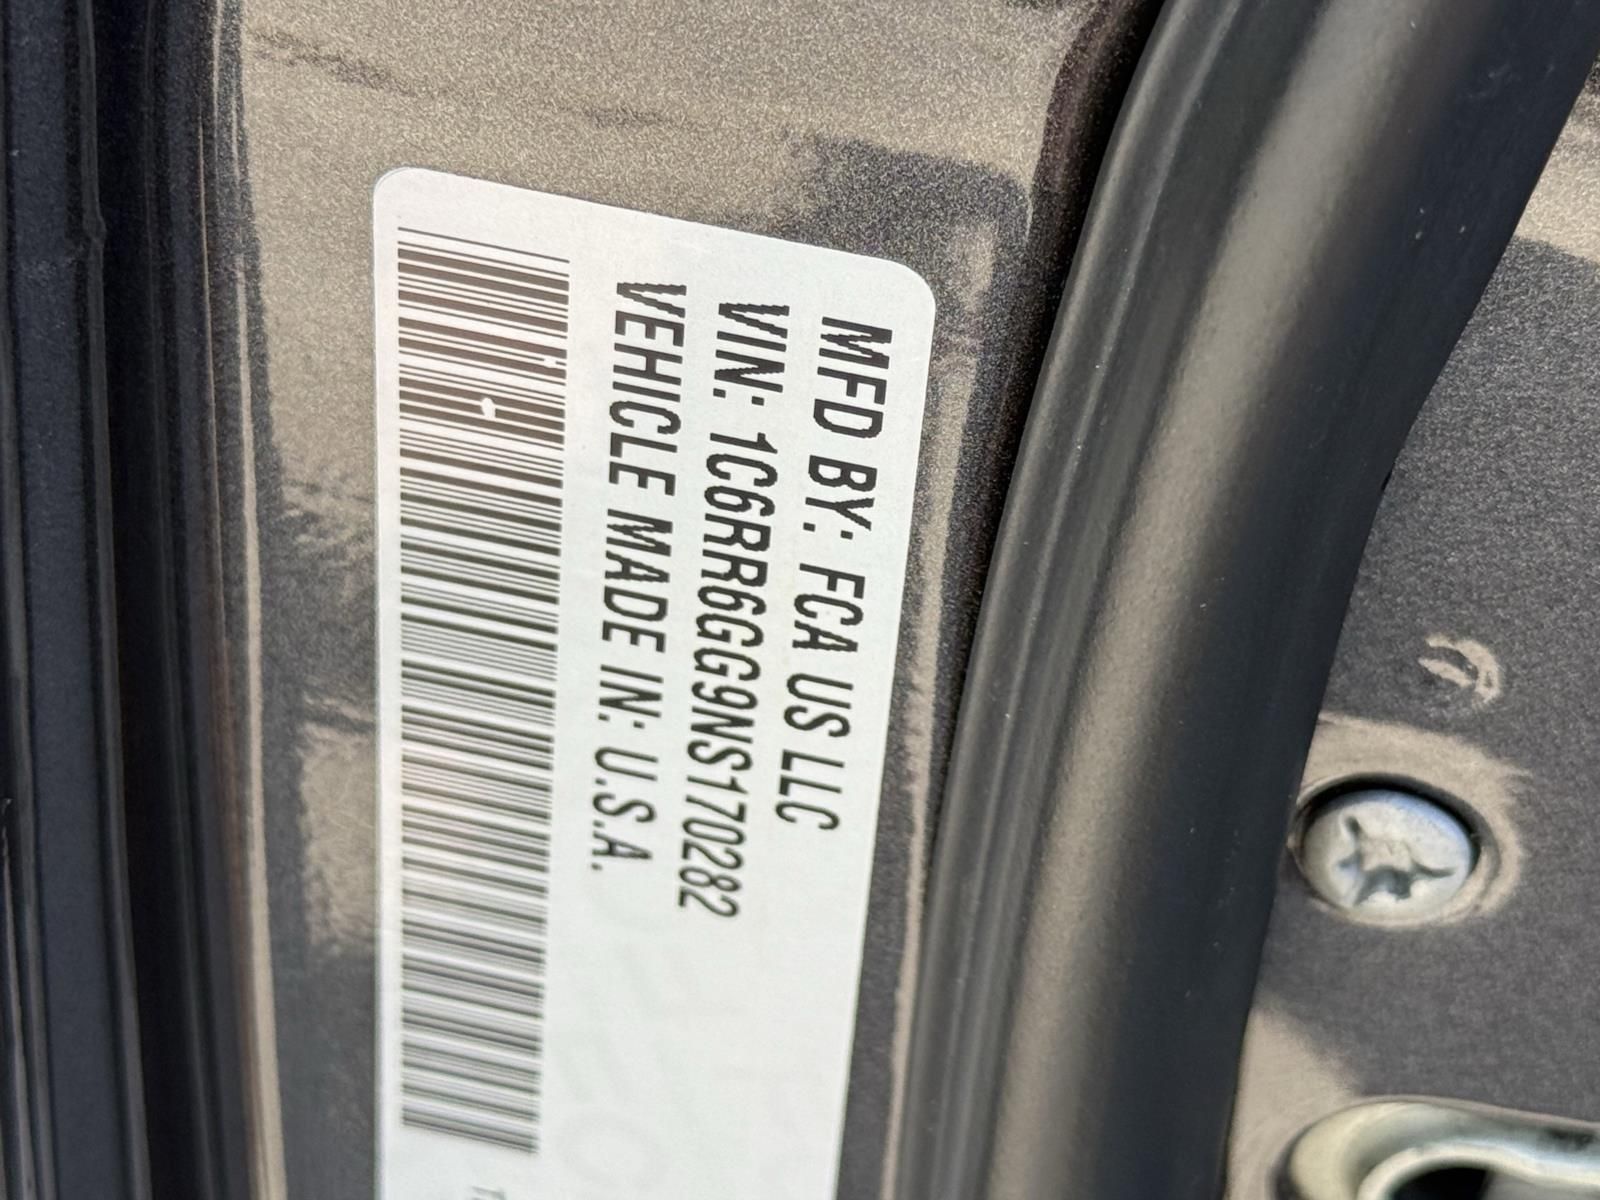 MFD BY: FCA US LLC
VIN: 1C6RR6GG9NS170282
VEHICLE MADE IN: U.S.A.